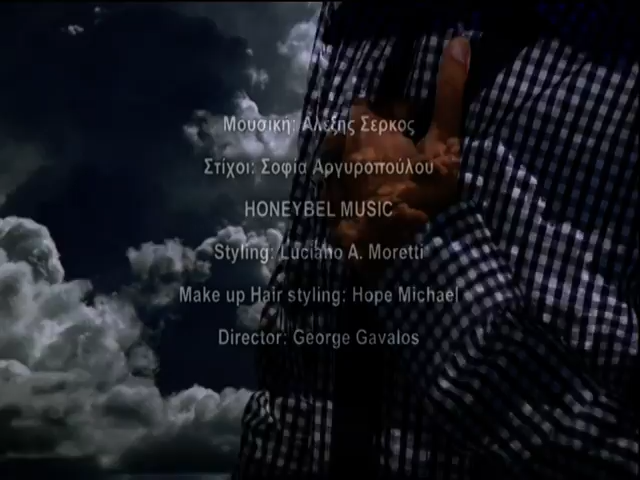 Μουσική: Αλέξης Σερκος
Στίχοι: Σοφία Αργυροπούλου
HONEYBEL MUSIC
Styling: Luciano A. Moretti
Make up Hair styling: Hope Michael
Director: George Gavalos